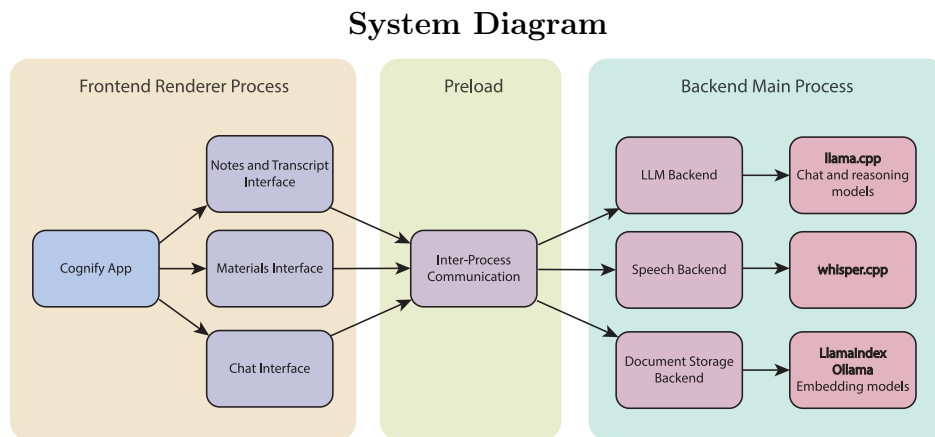 System Diagram
Frontend Renderer Process
Preload
Backend Main Process
Notes and Transcript
Interface
LLM Backend
llama.cpp
Chat and reasoning
models
Cognify App
Materials Interface
Inter-Process
Communication
Speech Backend
whisper.cpp
Chat Interface
Document Storage
Backend
LlamaIndex
Ollama
Embedding models